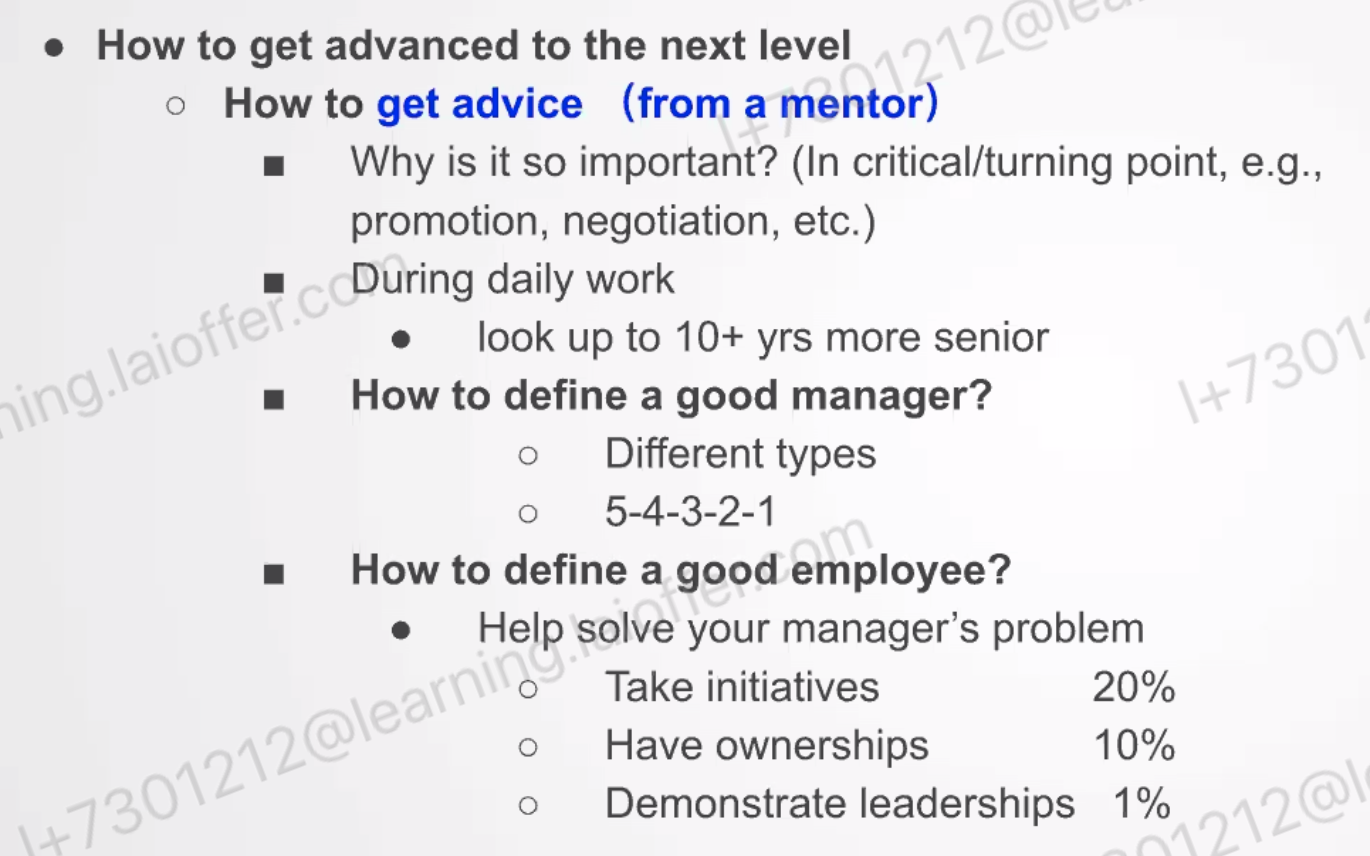 ● How to get advanced to the next level
○ How to get advice （from a mentor）
■ Why is it so important? (In critical/turning point, e.g.,
promotion, negotiation, etc.)
■ During daily work
● look up to 10+ yrs more senior
■ How to define a good manager?
○ Different types
○ 5-4-3-2-1
■ How to define a good employee?
● Help solve your manager’s problem
○ Take initiatives 20%
○ Have ownerships 10%
○ Demonstrate leaderships 1%
l+7301212@lea
ning.laioffer.com
l+7301
l+7301212@learning.laioffer.com
01212@le